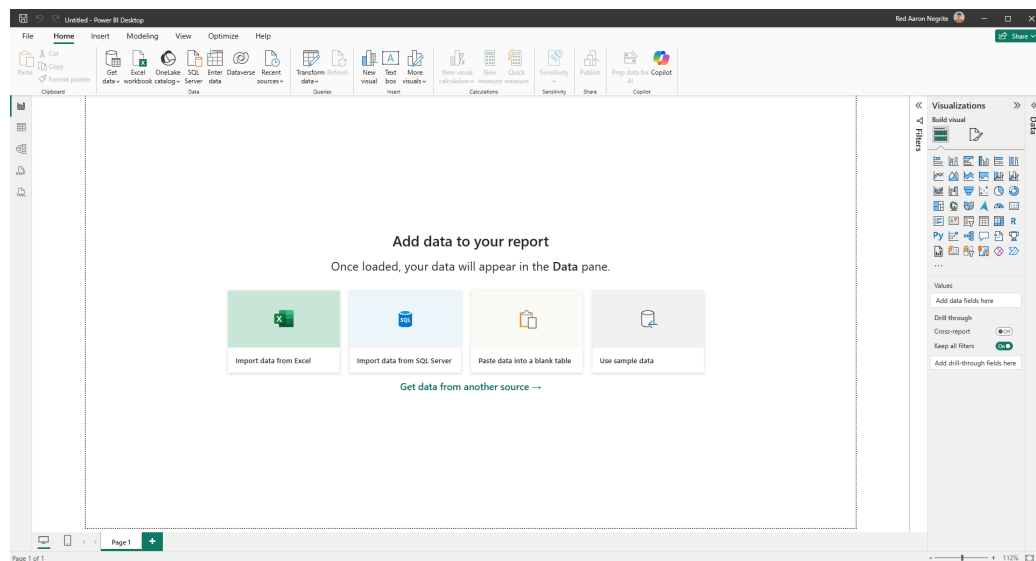 Untitled - Power BI Desktop
Red Aaron Negrite
File Home Insert Modeling View Optimize Help
Share
Paste
Cut
Copy
Format painter
Clipboard
Get data
Excel workbook
OneLake catalog
SQL Server
Enter data
Dataverse
Recent sources
Data
Transform data
Refresh
Queries
New visual
Text box
More visuals
Insert
New visual calculation
New measure
Quick measure
Calculations
Sensitivity
Sensitivity
Publish
Share
Prep data for AI
Copilot
Copilot
Add data to your report
Once loaded, your data will appear in the Data pane.
SQL
Import data from Excel
Import data from SQL Server
Paste data into a blank table
Use sample data
Get data from another source →
Filters
Visualizations
Build visual
R
Py
...
Values
Add data fields here
Drill through
Cross-report Off
Keep all filters On
Add drill-through fields here
Data
Page 1
Page 1 of 1
- + 112%